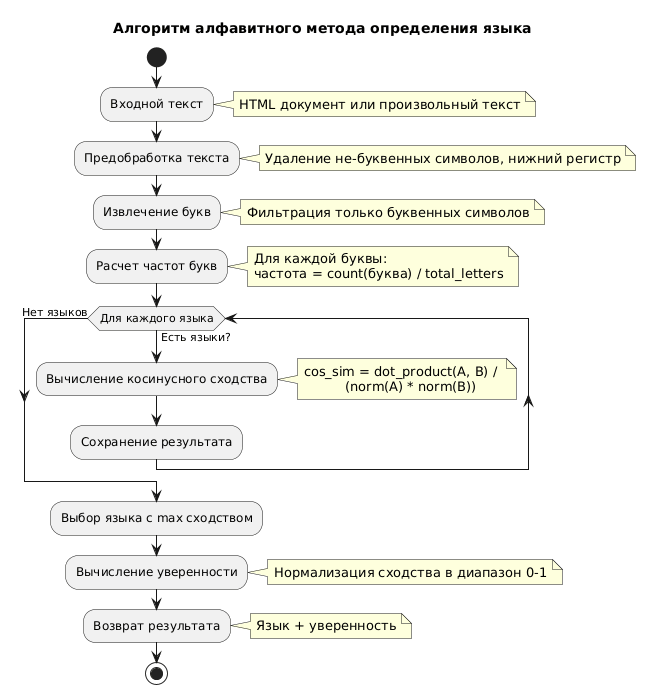 Алгоритм алфавитного метода определения языка
Входной текст
HTML документ или произвольный текст
Предобработка текста
Удаление не-буквенных символов, нижний регистр
Извлечение букв
Фильтрация только буквенных символов
Расчет частот букв
Для каждой буквы:
частота = count(буква) / total_letters
Нет языков
Для каждого языка
Есть языки?
Вычисление косинусного сходства
cos_sim = dot_product(A, B) /
(norm(A) * norm(B))
Сохранение результата
Выбор языка с max сходством
Вычисление уверенности
Нормализация сходства в диапазон 0-1
Возврат результата
Язык + уверенность